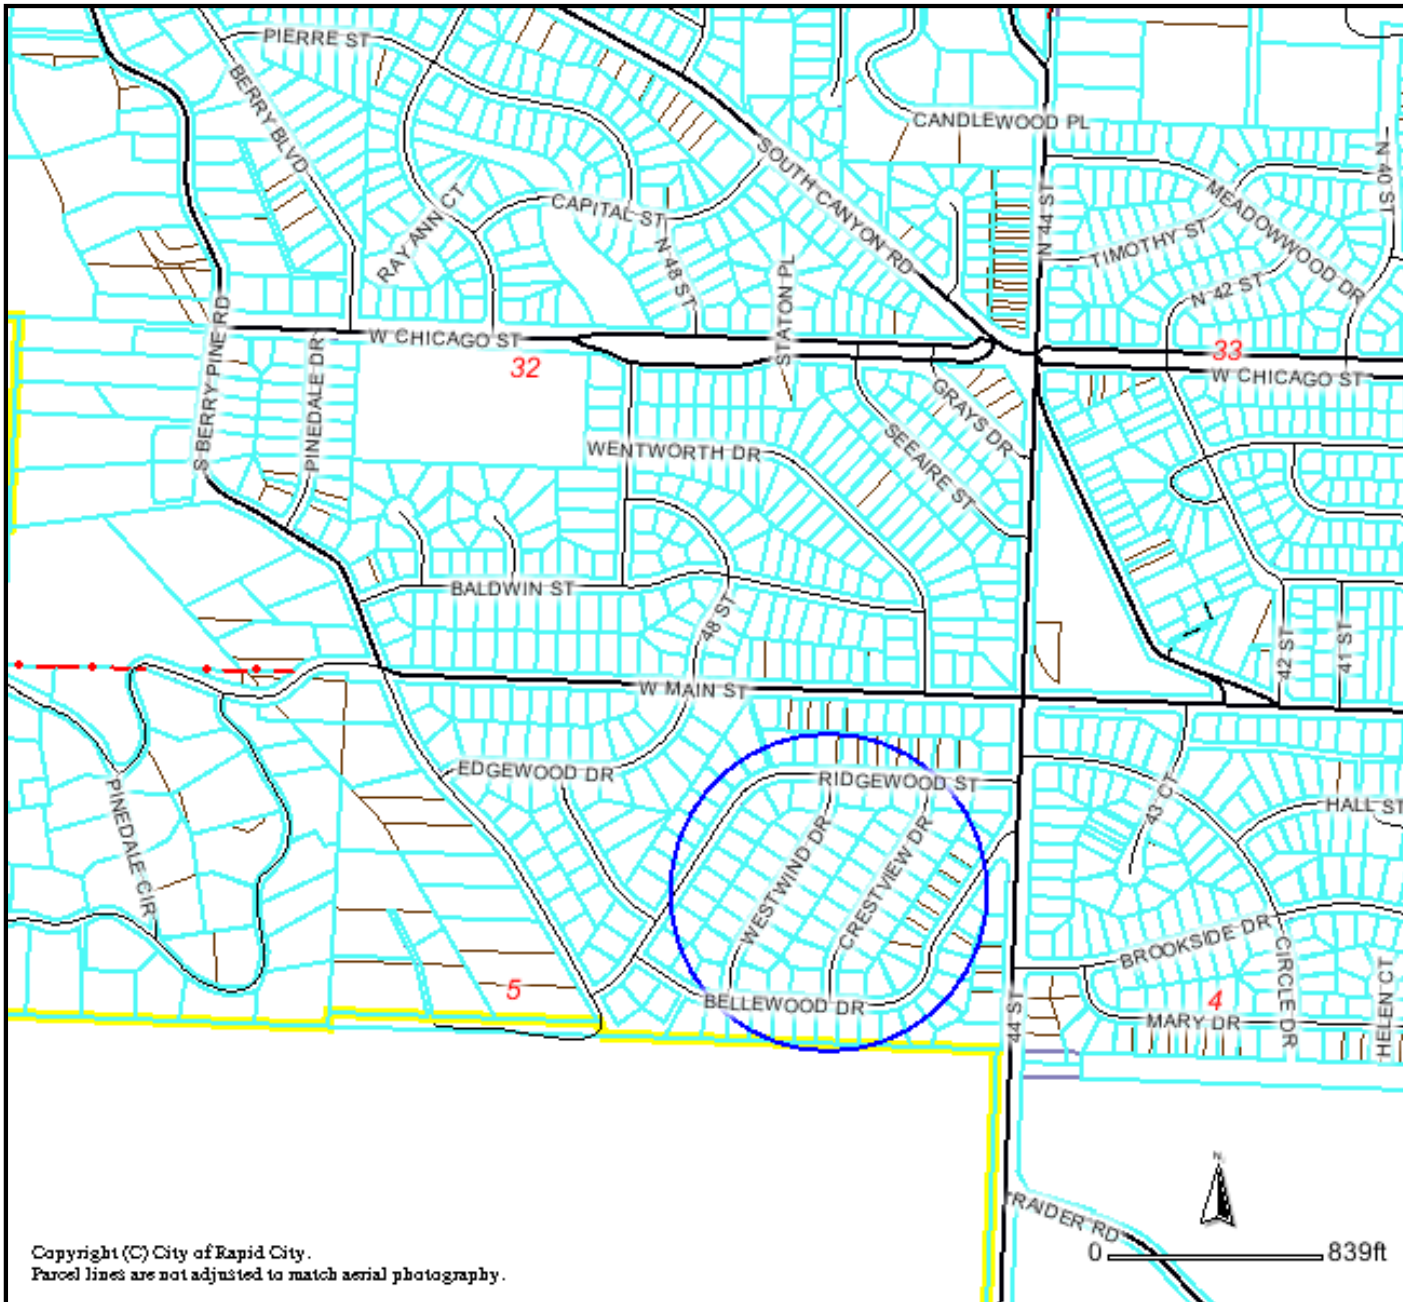 PIERRE ST
BERRY BLVD
CANDLEWOOD PL
SOUTH CANYON RD
N 40 ST
MEADOWWOOD DR
N 44 ST
RAY ANN CT
CAPITAL ST
N 48 ST
TIMOTHY ST
N 42 ST
STATON PL
S BERRY PINE RD
PINEDALE DR
W CHICAGO ST
32
33
W CHICAGO ST
GRAYS DR
SEEAIRE ST
WENTWORTH DR
BALDWIN ST
48 ST
42 ST
41 ST
W MAIN ST
EDGEWOOD DR
RIDGEWOOD ST
PINEDALE CIR
WESTWIND DR
CRESTVIEW DR
43 CT
HALL ST
BROOKSIDE DR
CIRCLE DR
HELEN CT
5
BELLEWOOD DR
44 ST
4
MARY DR
N
RAIDER RD
0 839ft
Copyright (C) City of Rapid City.
Parcel lines are not adjusted to match aerial photography.